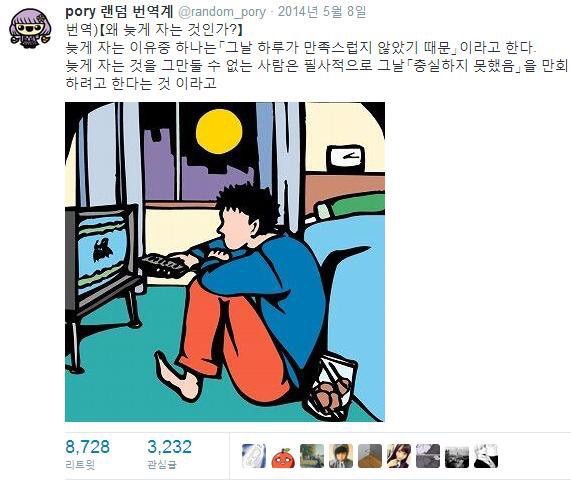 pory 랜덤 번역계 @random_pory · 2014년 5월 8일
번역)【왜 늦게 자는 것인가?】
늦게 자는 이유중 하나는「그날 하루가 만족스럽지 않았기 때문」이라고 한다.
늦게 자는 것을 그만둘 수 없는 사람은 필사적으로 그날「충실하지 못했음」을 만회
하려고 한다는 것 이라고
8,728 3,232
리트윗 관심글